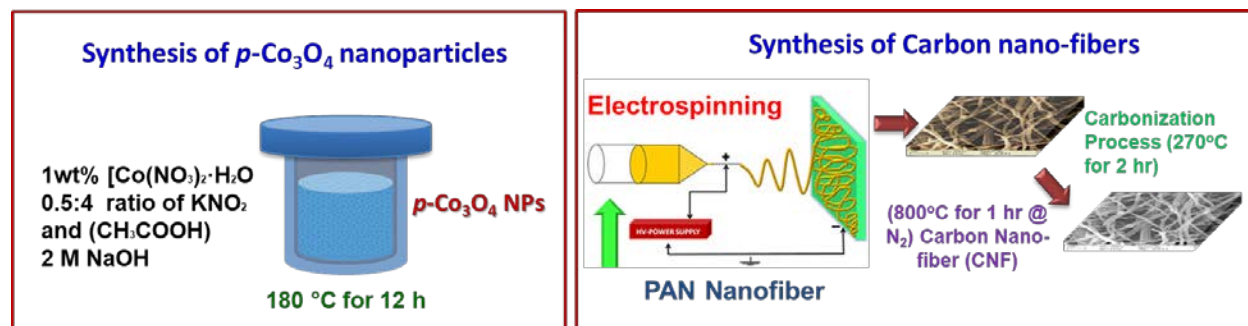 Synthesis of p-Co₃O₄ nanoparticles
1wt% [Co(NO₃)₂·H₂O
0.5:4 ratio of KNO₂
and (CH₃COOH)
2 M NaOH
p-Co₃O₄ NPs
180 °C for 12 h
Synthesis of Carbon nano-fibers
Electrospinning
+
HV-POWER SUPPLY
−
PAN Nanofiber
Carbonization
Process (270°C
for 2 hr)
(800°C for 1 hr @
N₂) Carbon Nano-
fiber (CNF)